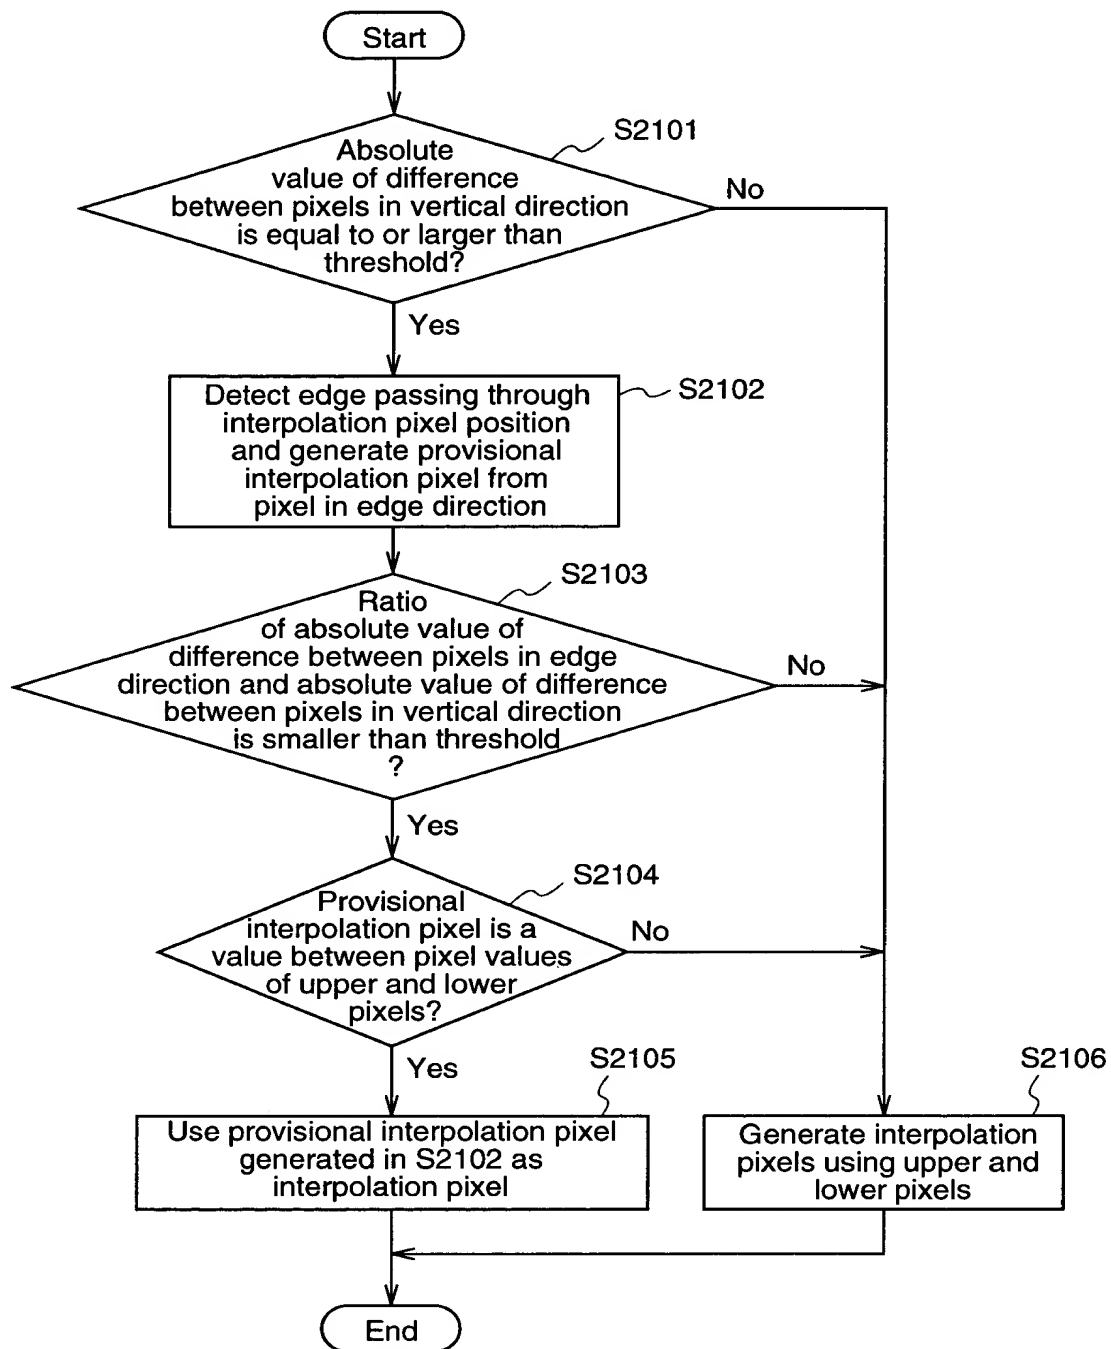 Start
S2101
Absolute
value of difference
between pixels in vertical direction
is equal to or larger than
threshold?
No
Yes
S2102
Detect edge passing through
interpolation pixel position
and generate provisional
interpolation pixel from
pixel in edge direction
S2103
Ratio
of absolute value of
difference between pixels in edge
direction and absolute value of difference
between pixels in vertical direction
is smaller than threshold
?
No
Yes
S2104
Provisional
interpolation pixel is a
value between pixel values
of upper and lower
pixels?
No
Yes
S2105
Use provisional interpolation pixel
generated in S2102 as
interpolation pixel
S2106
Generate interpolation
pixels using upper and
lower pixels
End